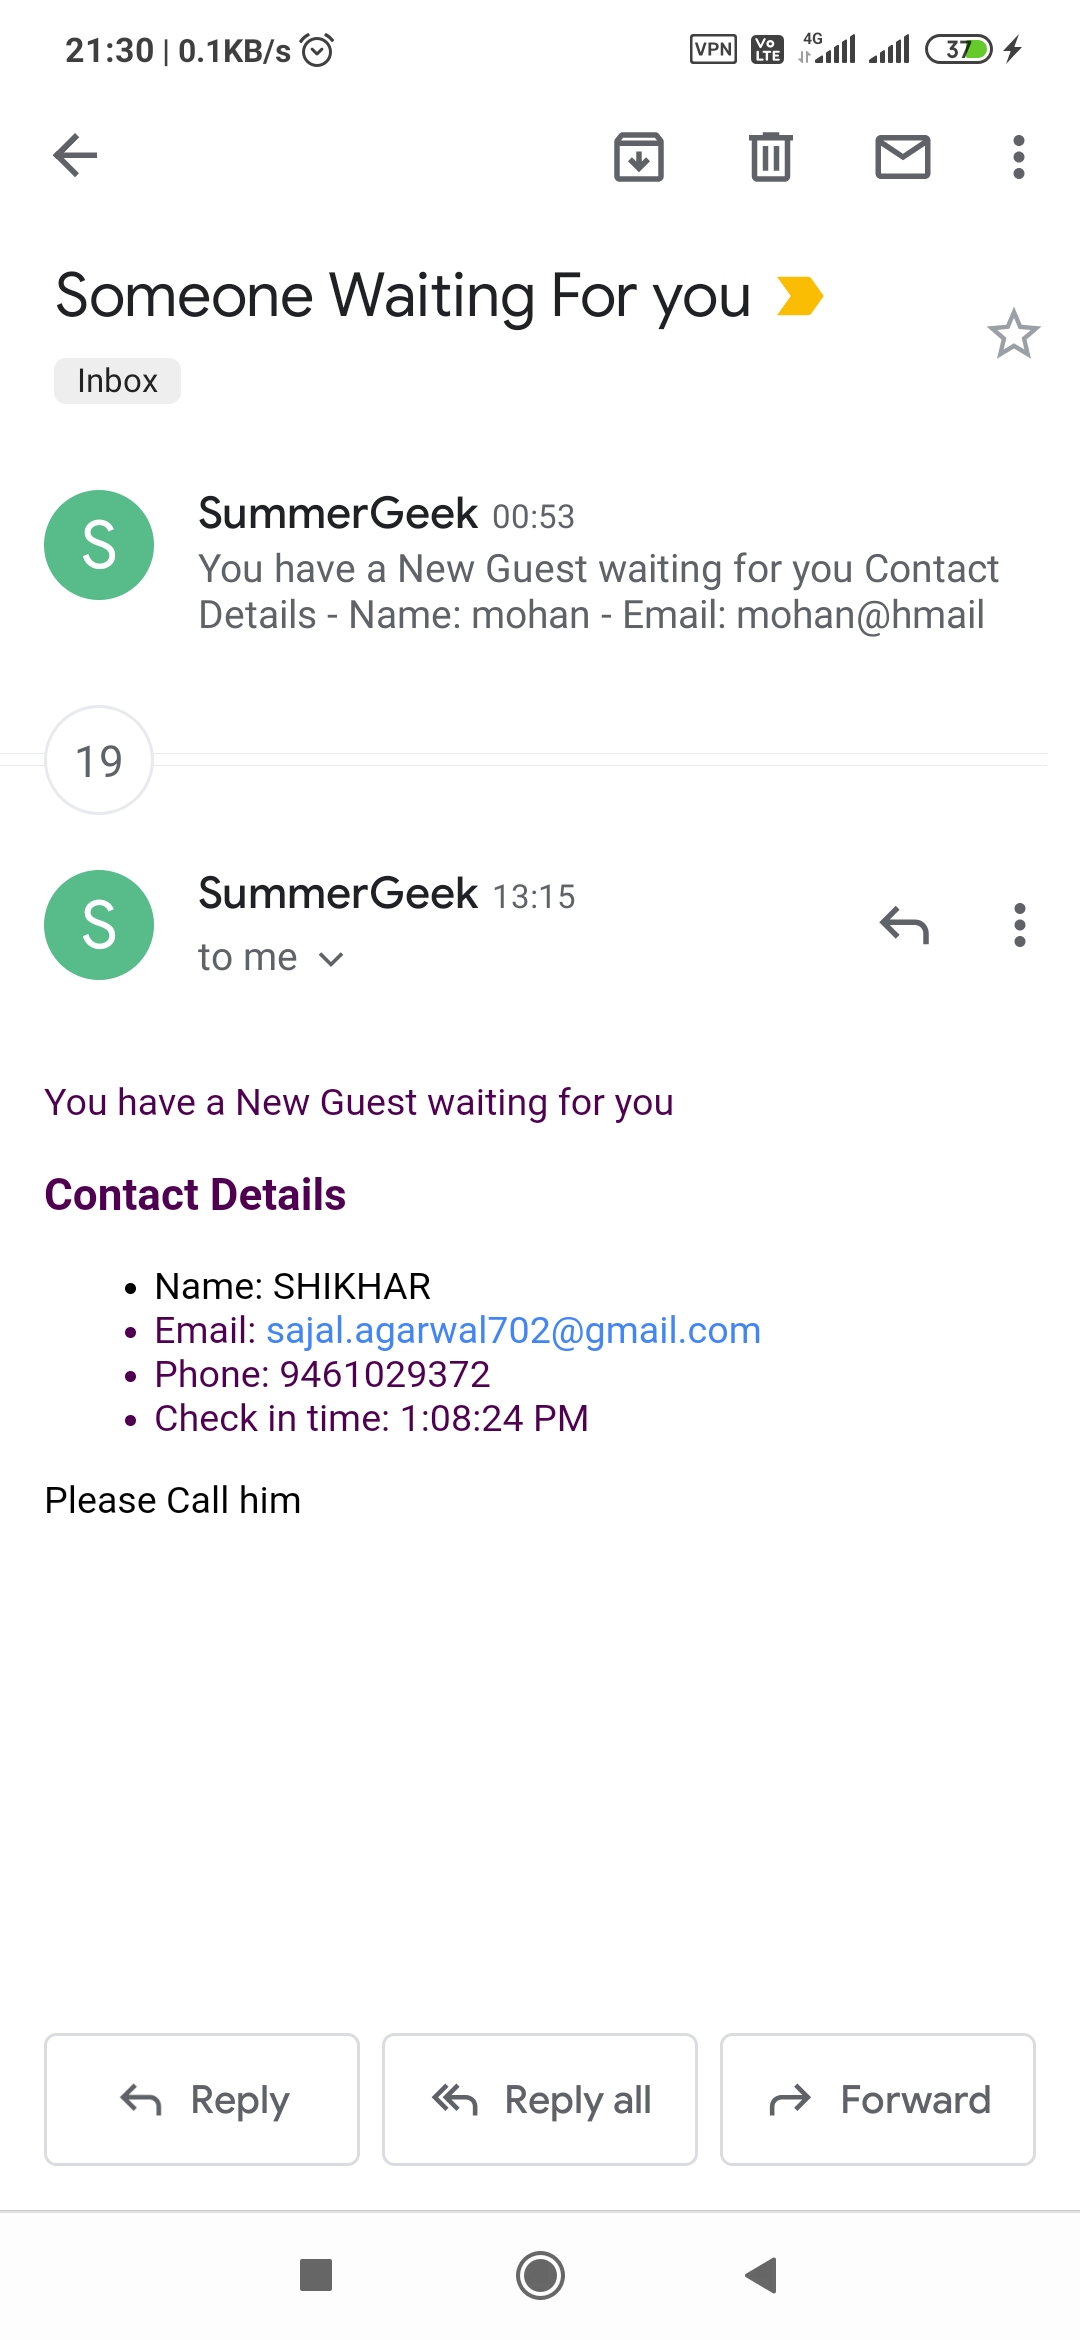 21:30 | 0.1KB/s
VPN
Vo LTE
4G
37
Someone Waiting For you
Inbox
S
SummerGeek 00:53
You have a New Guest waiting for you Contact
Details - Name: mohan - Email: mohan@hmail
19
S
SummerGeek 13:15
to me
You have a New Guest waiting for you
Contact Details
• Name: SHIKHAR
• Email: sajal.agarwal702@gmail.com
• Phone: 9461029372
• Check in time: 1:08:24 PM
Please Call him
Reply
Reply all
Forward